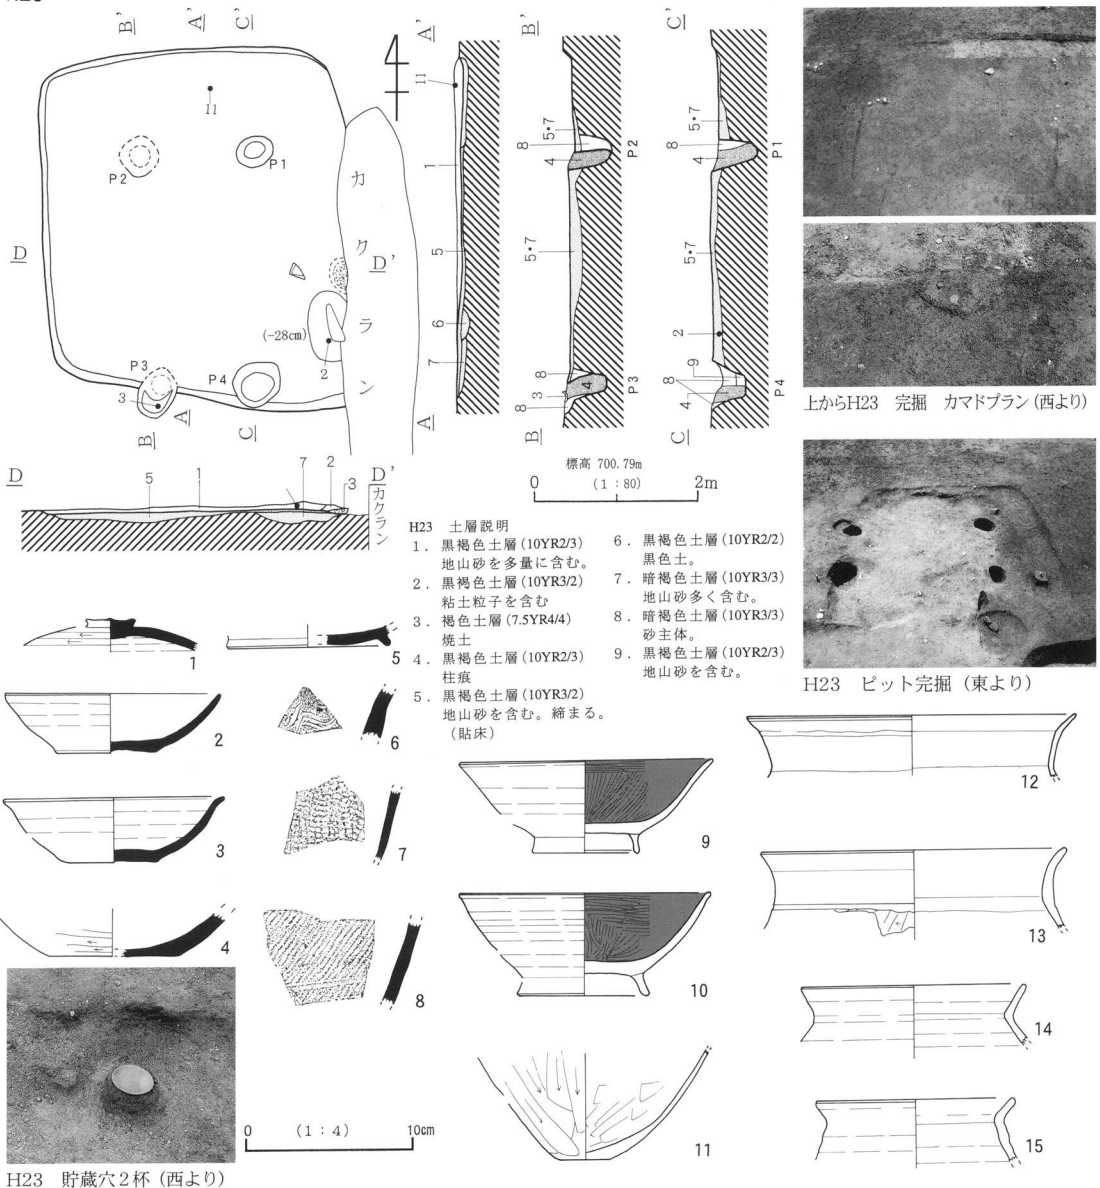 B'
A'
C'
11
P2
P1
カクラン
D
D'
(-28cm)
2
P3
P4
3
A
B
C
A'
11
1
5
6
7
A
B'
5・7
8
4
P2
5・7
8
3
4
8
P3
B
C'
5・7
8
4
P1
5・7
2
9
8
4
P4
C
標高 700.79m
(1:80)
0
2m
D
5
1
7
2
3
D'
カクラン
H23 土層説明
1. 黒褐色土層(10YR2/3)
地山砂を多量に含む。
2. 黒褐色土層(10YR3/2)
粘土粒子を含む
3. 褐色土層(7.5YR4/4)
焼土
4. 黒褐色土層(10YR2/3)
柱痕
5. 黒褐色土層(10YR3/2)
地山砂を含む。締まる。
(貼床)
6. 黒褐色土層(10YR2/2)
黒色土。
7. 暗褐色土層(10YR3/3)
地山砂多く含む。
8. 暗褐色土層(10YR3/3)
砂主体。
9. 黒褐色土層(10YR2/3)
地山砂を含む。
上からH23 完掘 カマドプラン(西より)
H23 ピット完掘(東より)
1
2
3
4
5
6
7
8
9
10
11
12
13
14
15
0
(1:4)
10cm
H23 貯蔵穴2杯(西より)